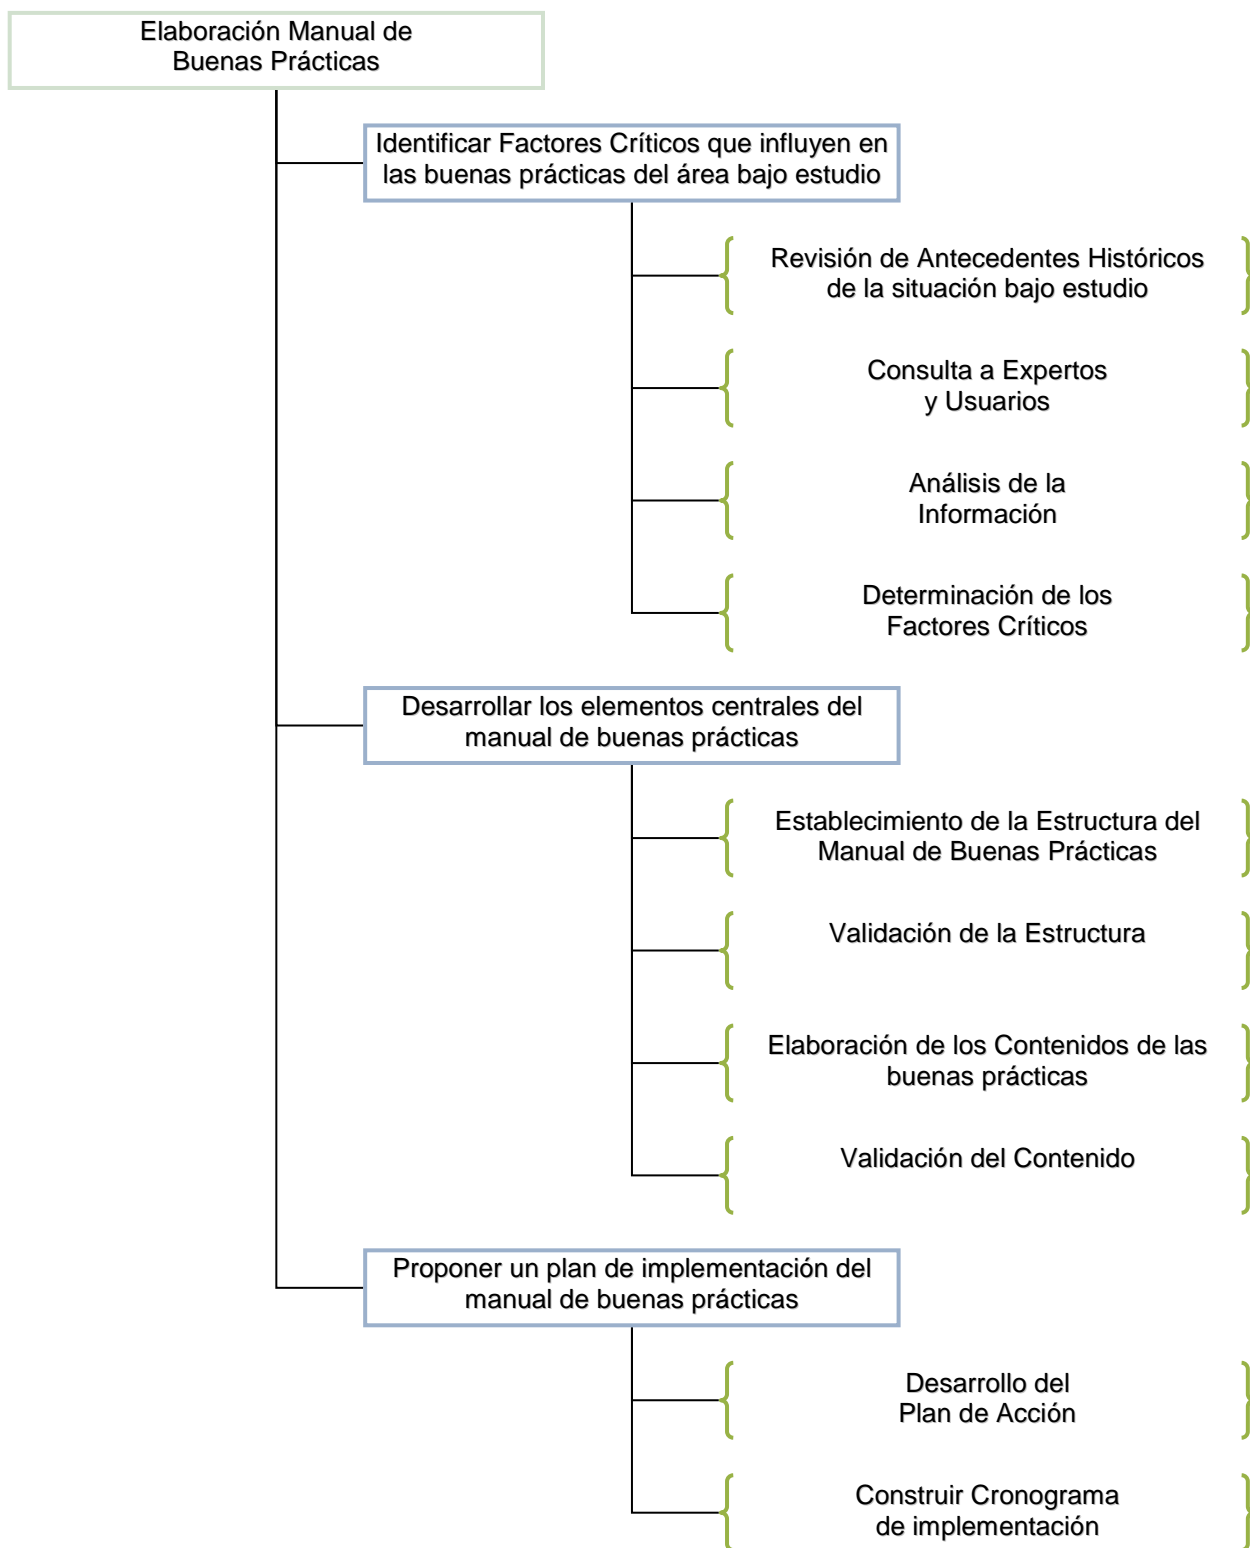 Elaboración Manual de
Buenas Prácticas
Identificar Factores Críticos que influyen en
las buenas prácticas del área bajo estudio
Revisión de Antecedentes Históricos
de la situación bajo estudio
Consulta a Expertos
y Usuarios
Análisis de la
Información
Determinación de los
Factores Críticos
Desarrollar los elementos centrales del
manual de buenas prácticas
Establecimiento de la Estructura del
Manual de Buenas Prácticas
Validación de la Estructura
Elaboración de los Contenidos de las
buenas prácticas
Validación del Contenido
Proponer un plan de implementación del
manual de buenas prácticas
Desarrollo del
Plan de Acción
Construir Cronograma
de implementación